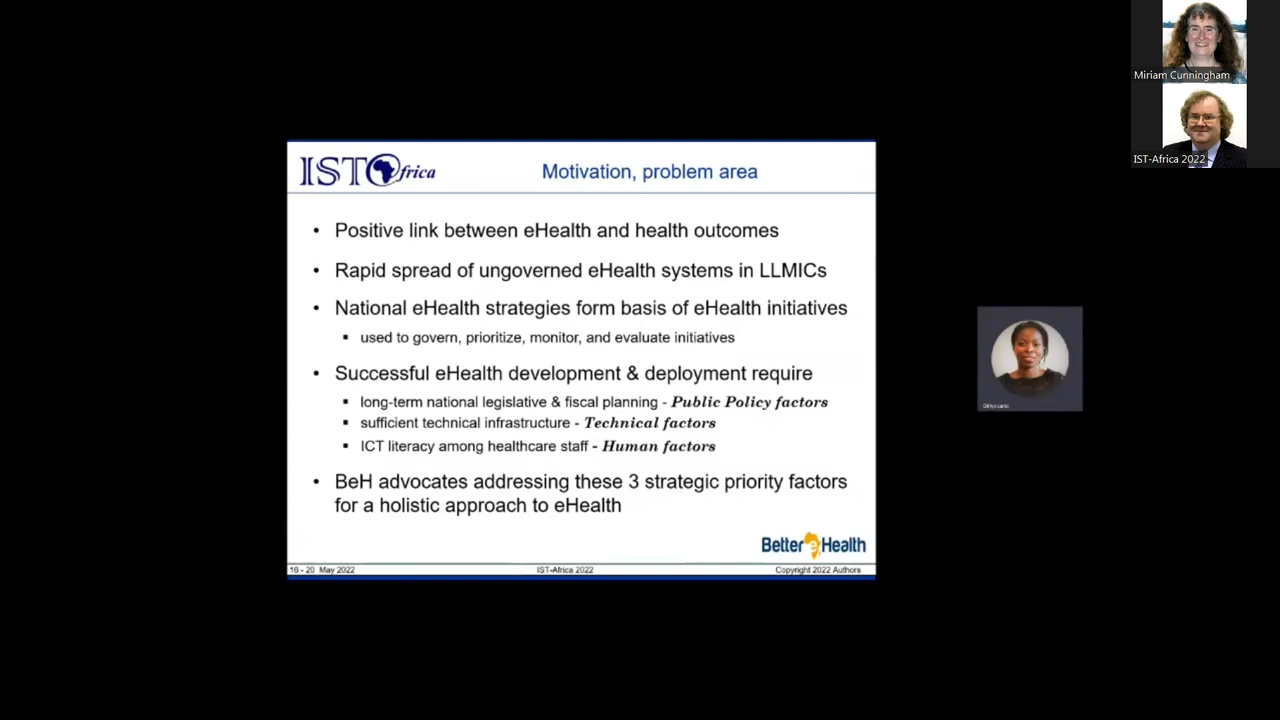 Miriam Cunningham
IST-Africa 2022
ISTAfrica
Motivation, problem area
• Positive link between eHealth and health outcomes
• Rapid spread of ungoverned eHealth systems in LLMICs
• National eHealth strategies form basis of eHealth initiatives
▪ used to govern, prioritize, monitor, and evaluate initiatives
• Successful eHealth development & deployment require
▪ long-term national legislative & fiscal planning - Public Policy factors
▪ sufficient technical infrastructure - Technical factors
▪ ICT literacy among healthcare staff - Human factors
• BeH advocates addressing these 3 strategic priority factors
for a holistic approach to eHealth
Better eHealth
16 - 20 May 2022
IST-Africa 2022
Copyright 2022 Authors